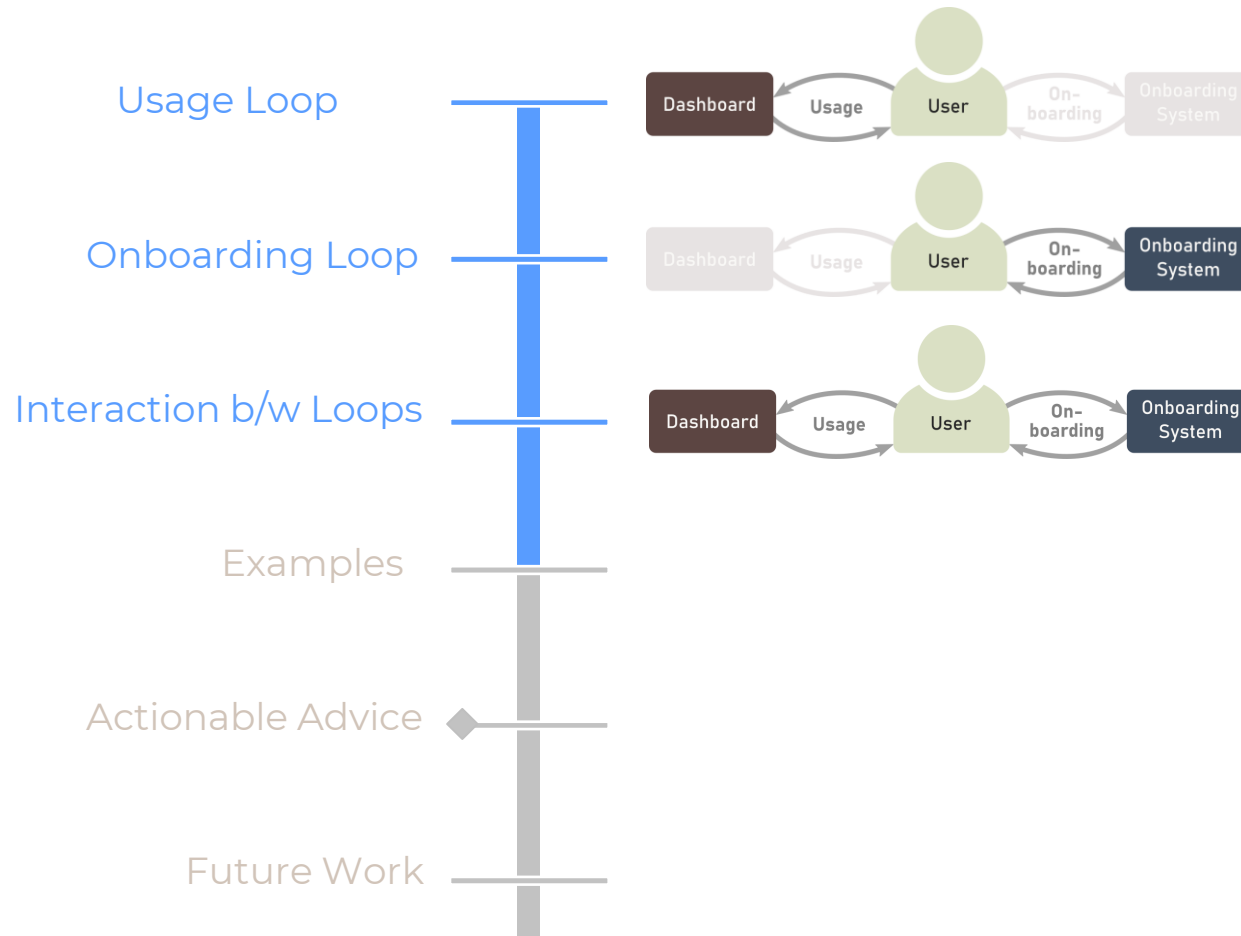 Usage Loop
Dashboard
Usage
User
On-
boarding
Onboarding
System
Onboarding Loop
Dashboard
Usage
User
On-
boarding
Onboarding
System
Interaction b/w Loops
Dashboard
Usage
User
On-
boarding
Onboarding
System
Examples
Actionable Advice
Future Work